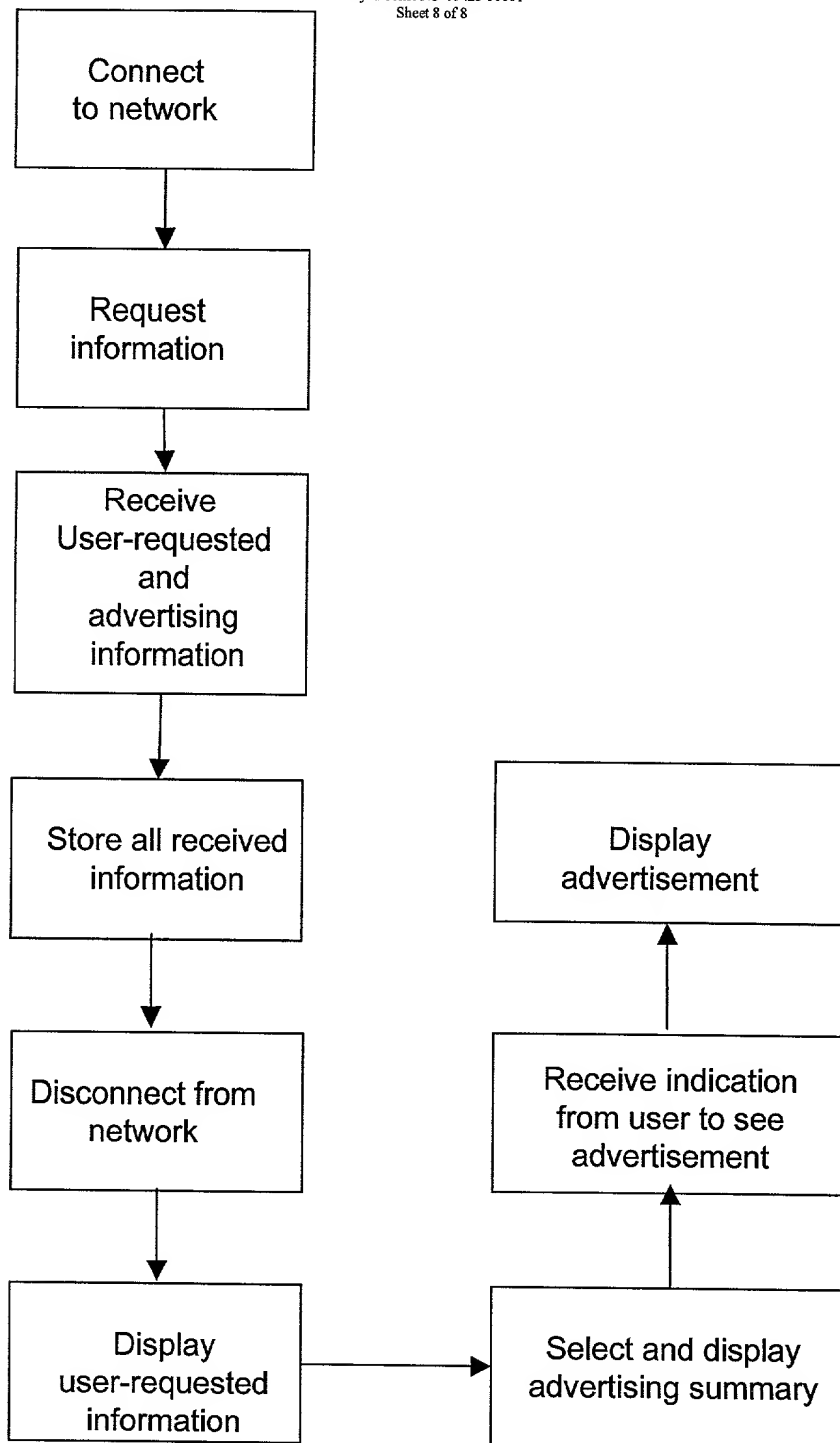 Sheet 8 of 8
Connect
to network
Request
information
Receive
User-requested
and
advertising
information
Store all received
information
Disconnect from
network
Display
user-requested
information
Select and display
advertising summary
Receive indication
from user to see
advertisement
Display
advertisement